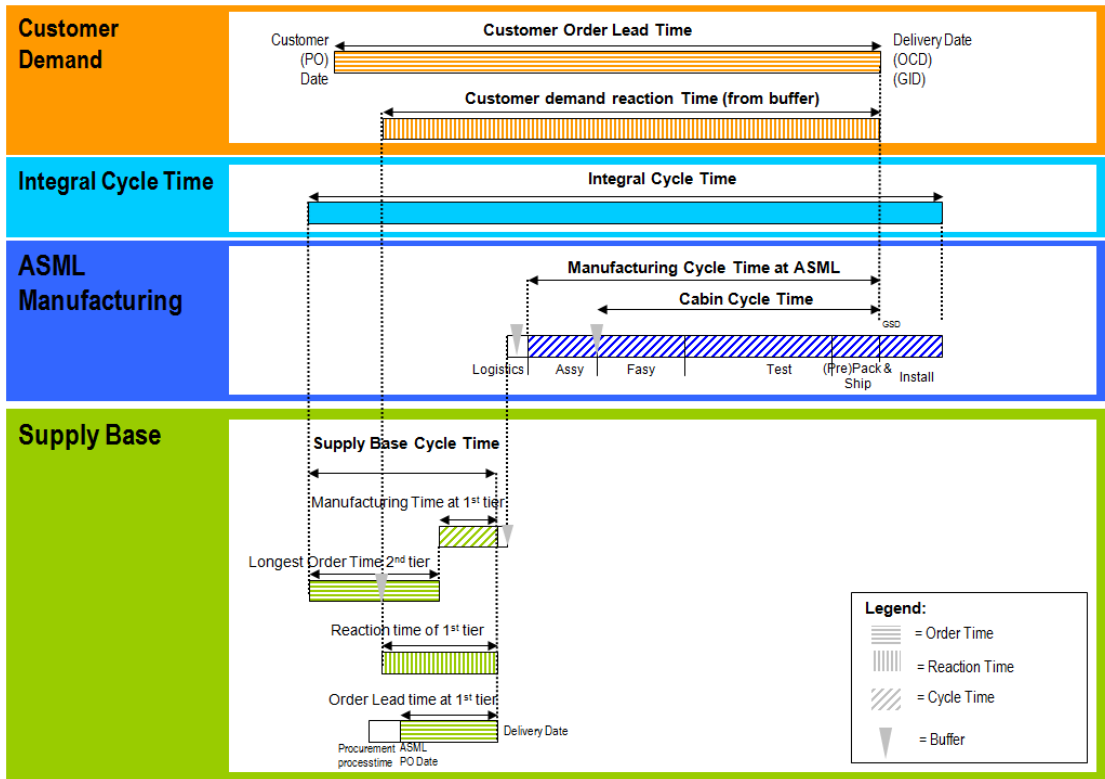 Customer
Demand
Customer Order Lead Time
Customer
(PO)
Date
Delivery Date
(OCD)
(GID)
Customer demand reaction Time (from buffer)
Integral Cycle Time
Integral Cycle Time
ASML
Manufacturing
Manufacturing Cycle Time at ASML
Cabin Cycle Time
GSD
Logistics
Assy
Fasy
Test
(Pre)Pack &
Ship
Install
Supply Base
Supply Base Cycle Time
Manufacturing Time at 1st tier
Longest Order Time 2nd tier
Reaction time of 1st tier
Order Lead time at 1st tier
Delivery Date
Procurement
processtime
ASML
PO Date
Legend:
= Order Time
= Reaction Time
= Cycle Time
= Buffer